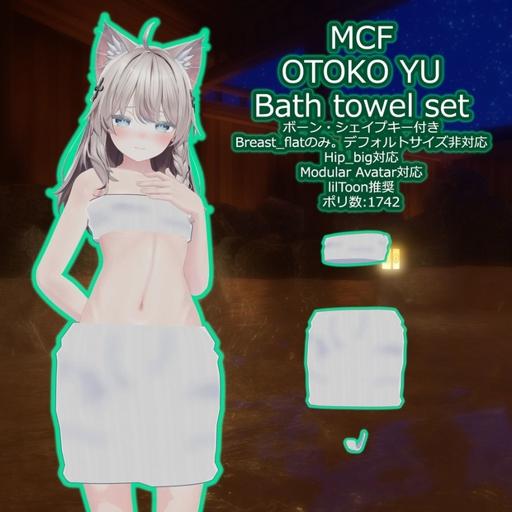 MCF
OTOKO YU
Bath towel set
ボーン・シェイプキー付き
Breast_flatのみ。デフォルトサイズ非対応
Hip_big対応
Modular Avatar対応
lilToon推奨
ポリ数:1742